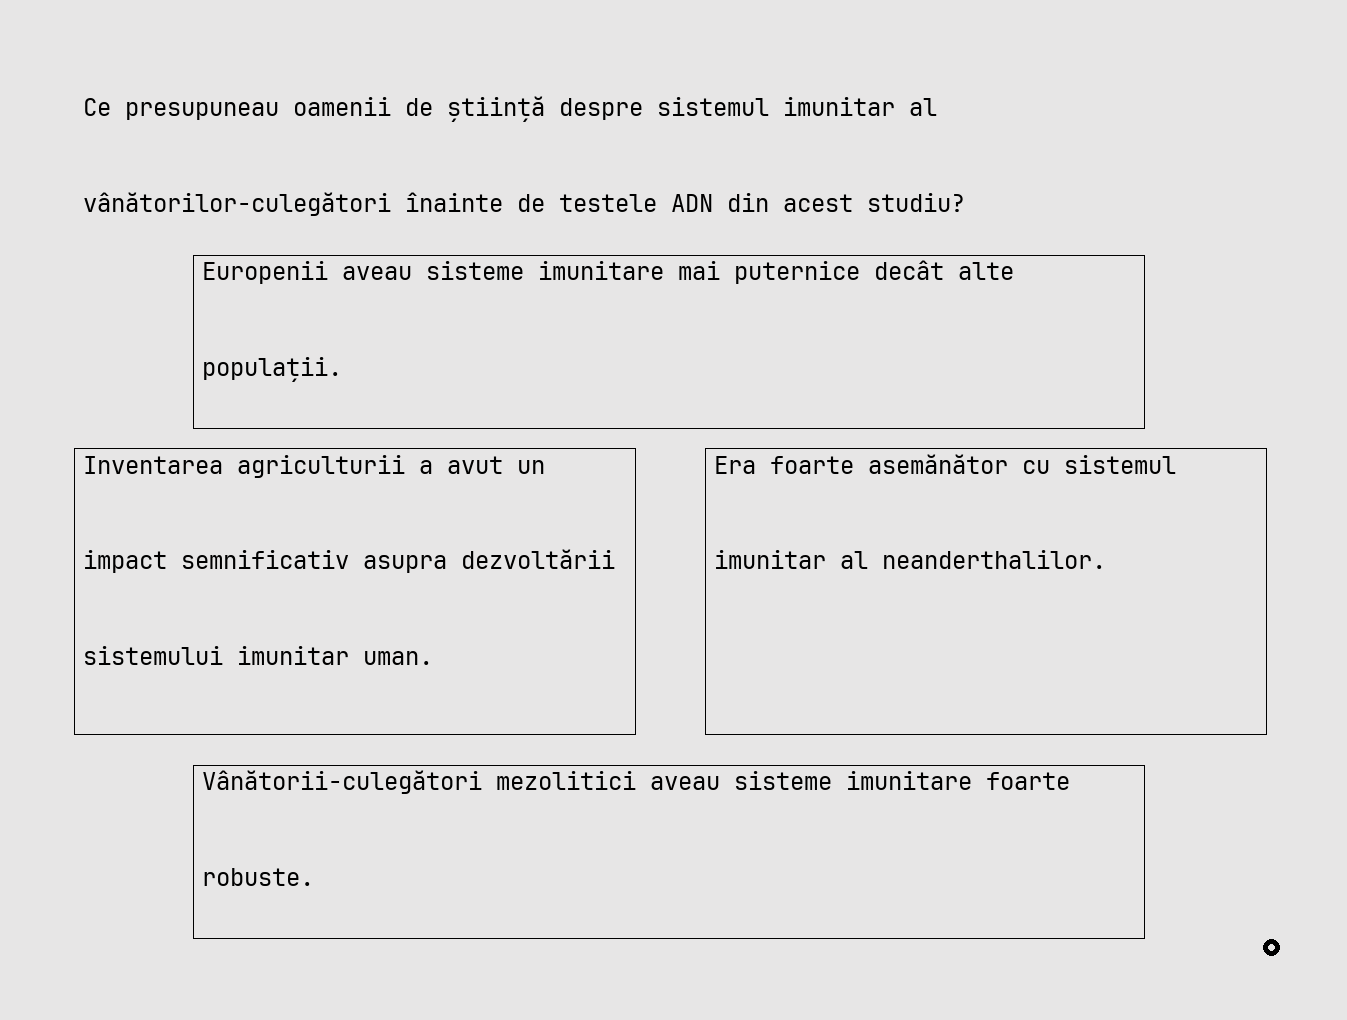 Ce presupuneau oamenii de știință despre sistemul imunitar al
vânătorilor-culegători înainte de testele ADN din acest studiu?
Europenii aveau sisteme imunitare mai puternice decât alte
populații.
Inventarea agriculturii a avut un
impact semnificativ asupra dezvoltării
sistemului imunitar uman.
Era foarte asemănător cu sistemul
imunitar al neanderthalilor.
Vânătorii-culegători mezolitici aveau sisteme imunitare foarte
robuste.